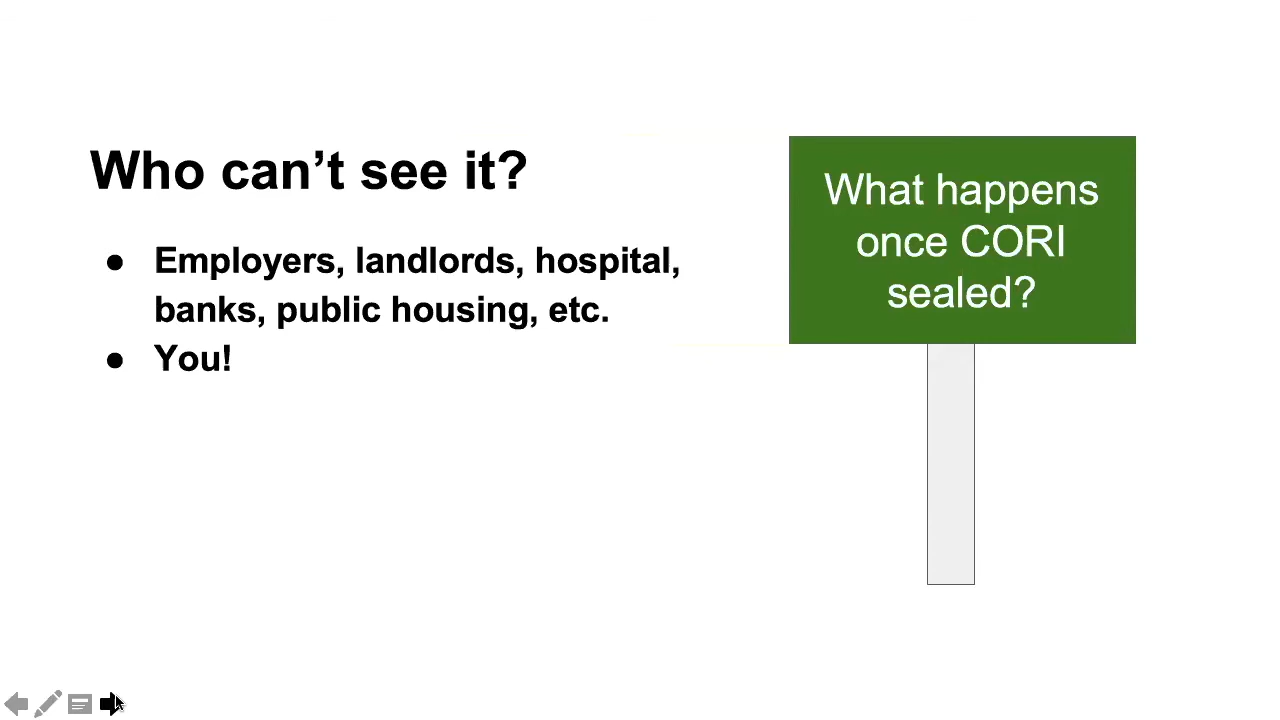 Who can’t see it?
● Employers, landlords, hospital,
banks, public housing, etc.
● You!
What happens
once CORI
sealed?